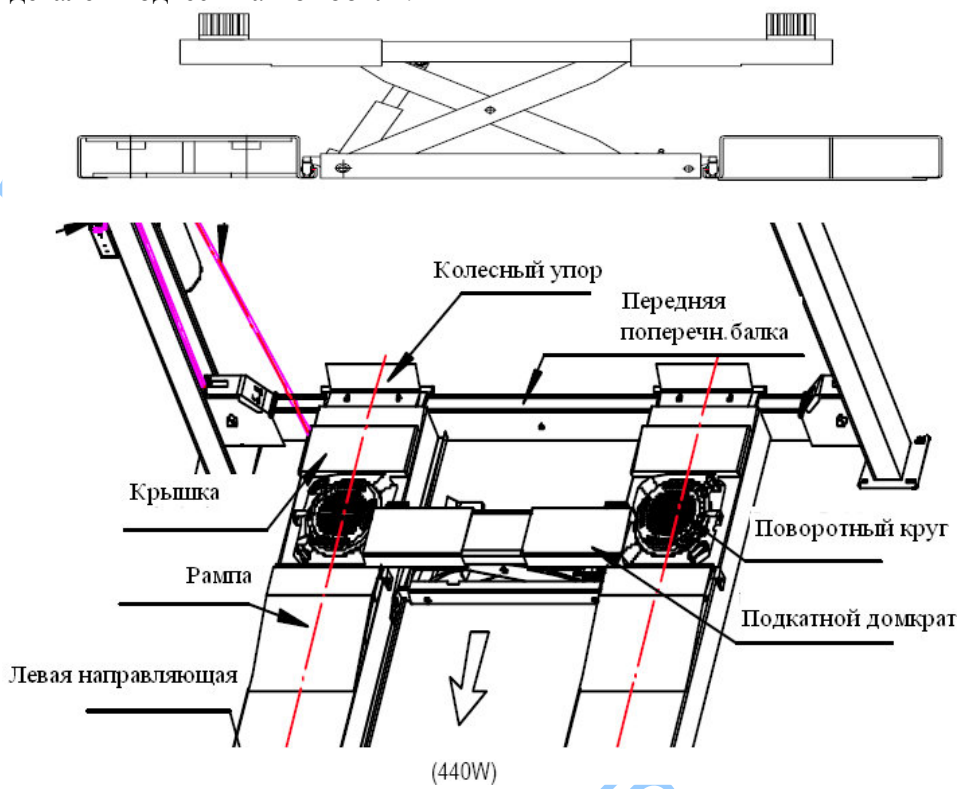 Колесный упор
Передняя
поперечн.балка
Крышка
Поворотный круг
Рампа
Подкатной домкрат
Левая направляющая
(440W)